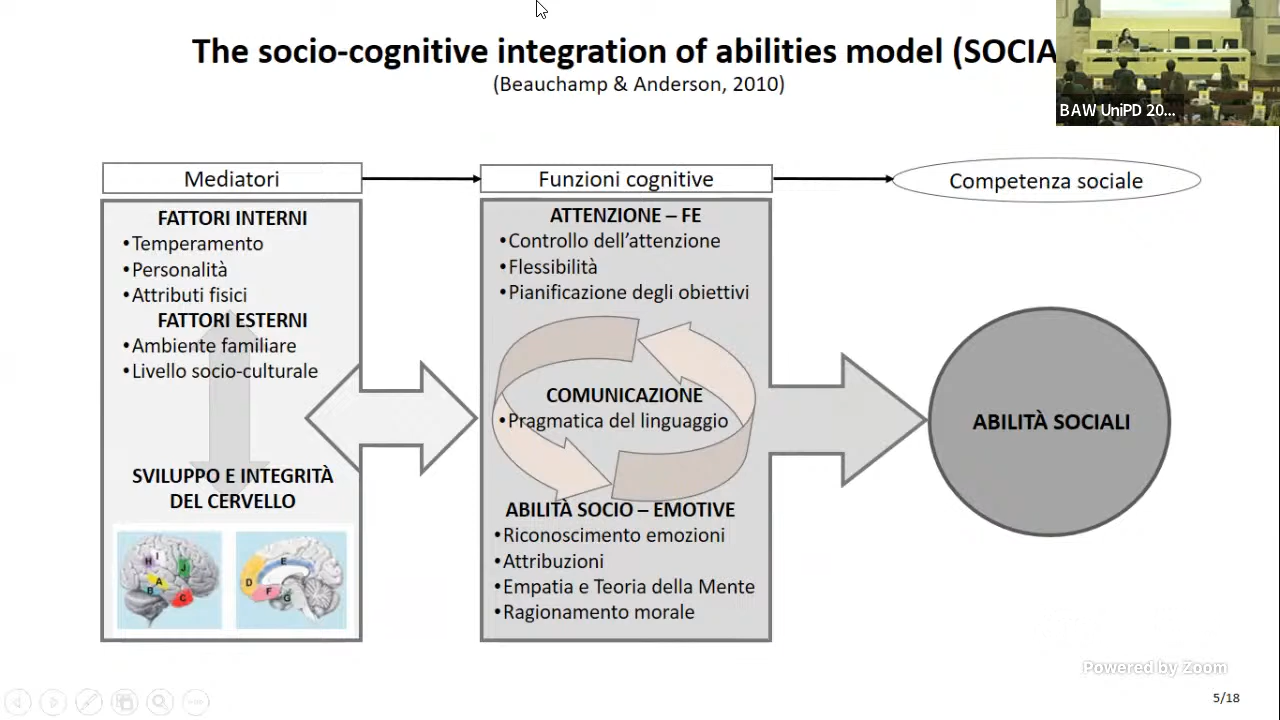 The socio-cognitive integration of abilities model (SOCIA
(Beauchamp & Anderson, 2010)
BAW UniPD 20...
Mediatori
Funzioni cognitive
Competenza sociale
FATTORI INTERNI
•Temperamento
•Personalità
•Attributi fisici
FATTORI ESTERNI
•Ambiente familiare
•Livello socio-culturale
SVILUPPO E INTEGRITÀ
DEL CERVELLO
H I J A B C
D E F G
ATTENZIONE – FE
•Controllo dell’attenzione
•Flessibilità
•Pianificazione degli obiettivi
COMUNICAZIONE
•Pragmatica del linguaggio
ABILITÀ SOCIO – EMOTIVE
•Riconoscimento emozioni
•Attribuzioni
•Empatia e Teoria della Mente
•Ragionamento morale
ABILITÀ SOCIALI
Powered by Zoom
5/18